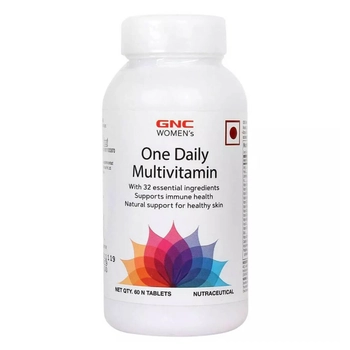 GNC
WOMEN's
One Daily
Multivitamin
With 32 essential ingredients
Supports immune health
Natural support for healthy skin
NET QTY. 60 N TABLETS
NUTRACEUTICAL